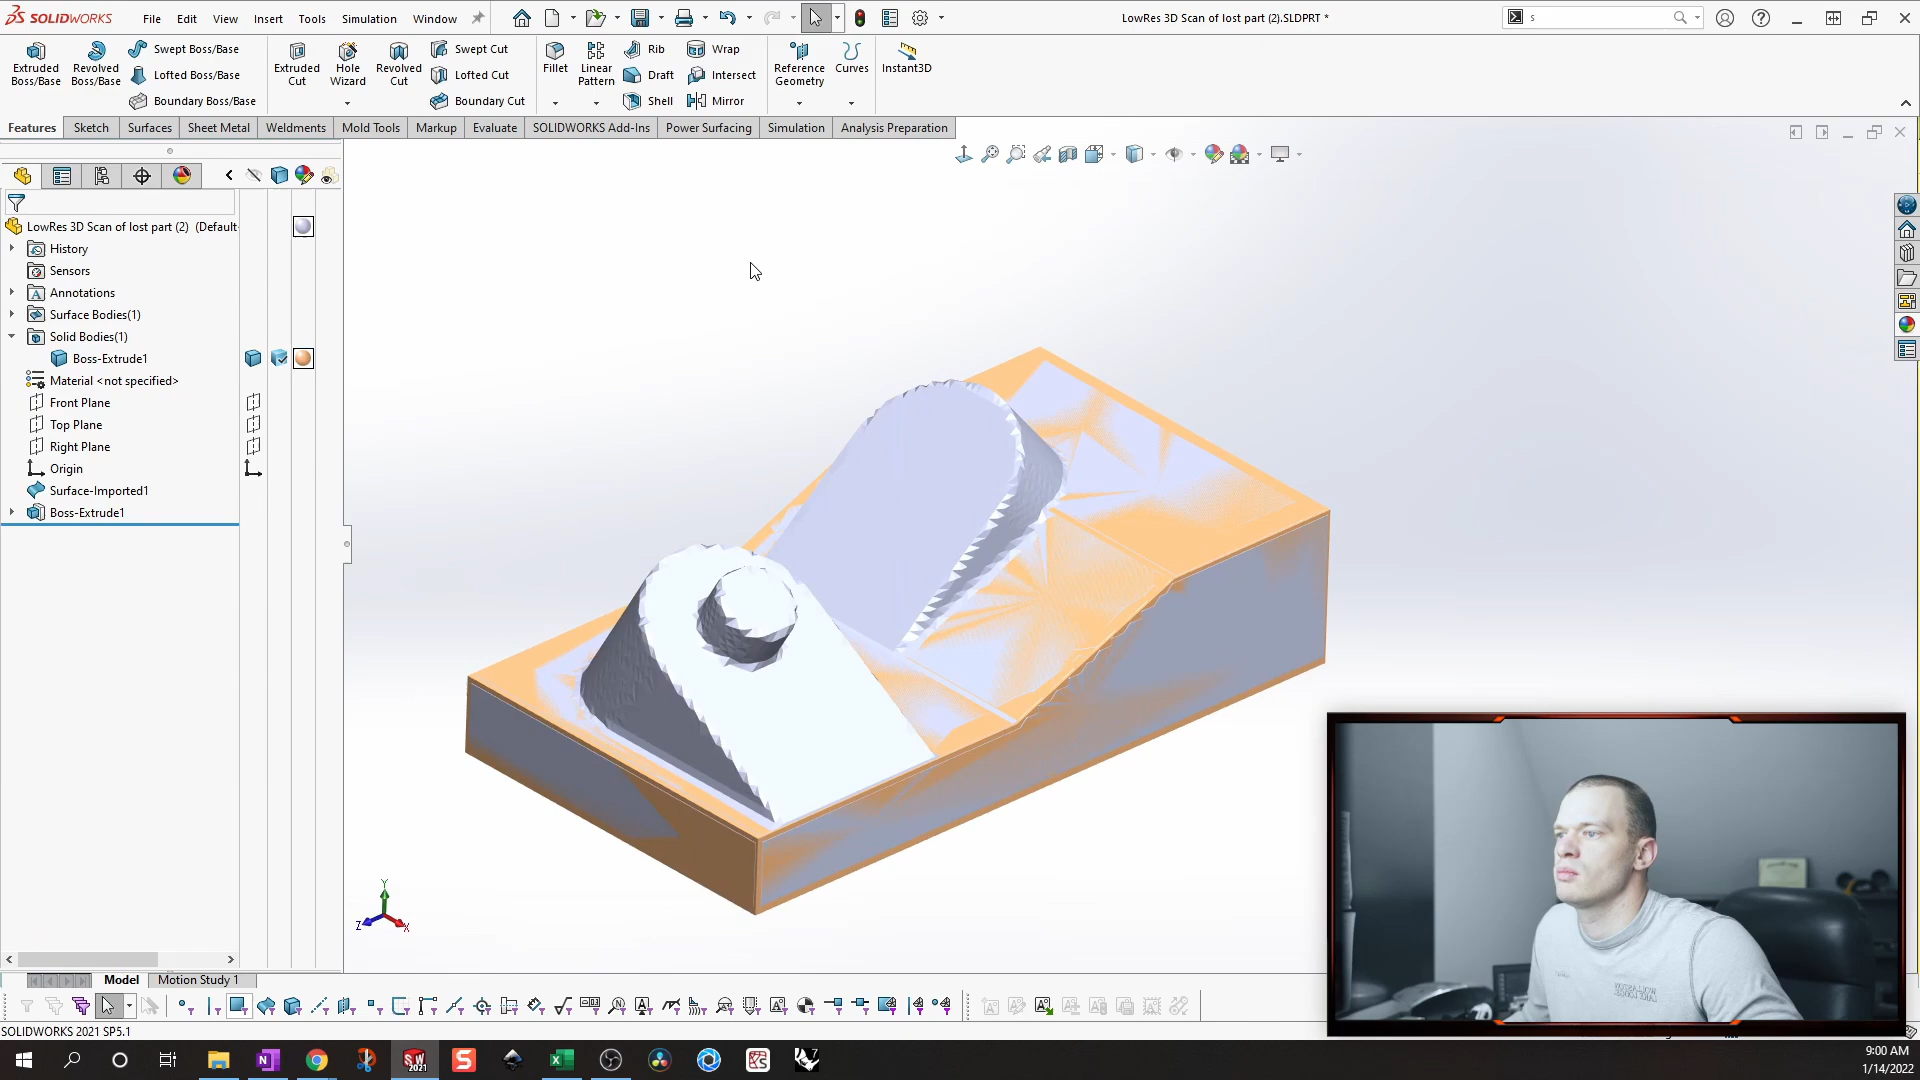 SOLIDWORKS File Edit View Insert Tools Simulation Window
LowRes 3D Scan of lost part (2).SLDPRT *
s
Extruded Boss/Base
Revolved Boss/Base
Swept Boss/Base
Lofted Boss/Base
Boundary Boss/Base
Extruded Cut
Hole Wizard
Revolved Cut
Swept Cut
Lofted Cut
Boundary Cut
Fillet
Linear Pattern
Rib
Draft
Shell
Wrap
Intersect
Mirror
Reference Geometry
Curves
Instant3D
Features Sketch Surfaces Sheet Metal Weldments Mold Tools Markup Evaluate SOLIDWORKS Add-Ins Power Surfacing Simulation Analysis Preparation
LowRes 3D Scan of lost part (2) (Default
History
Sensors
Annotations
Surface Bodies(1)
Solid Bodies(1)
Boss-Extrude1
Material <not specified>
Front Plane
Top Plane
Right Plane
Origin
Surface-Imported1
Boss-Extrude1
Y
Z
X
Model Motion Study 1
SOLIDWORKS 2021 SP5.1
9:00 AM
1/14/2022